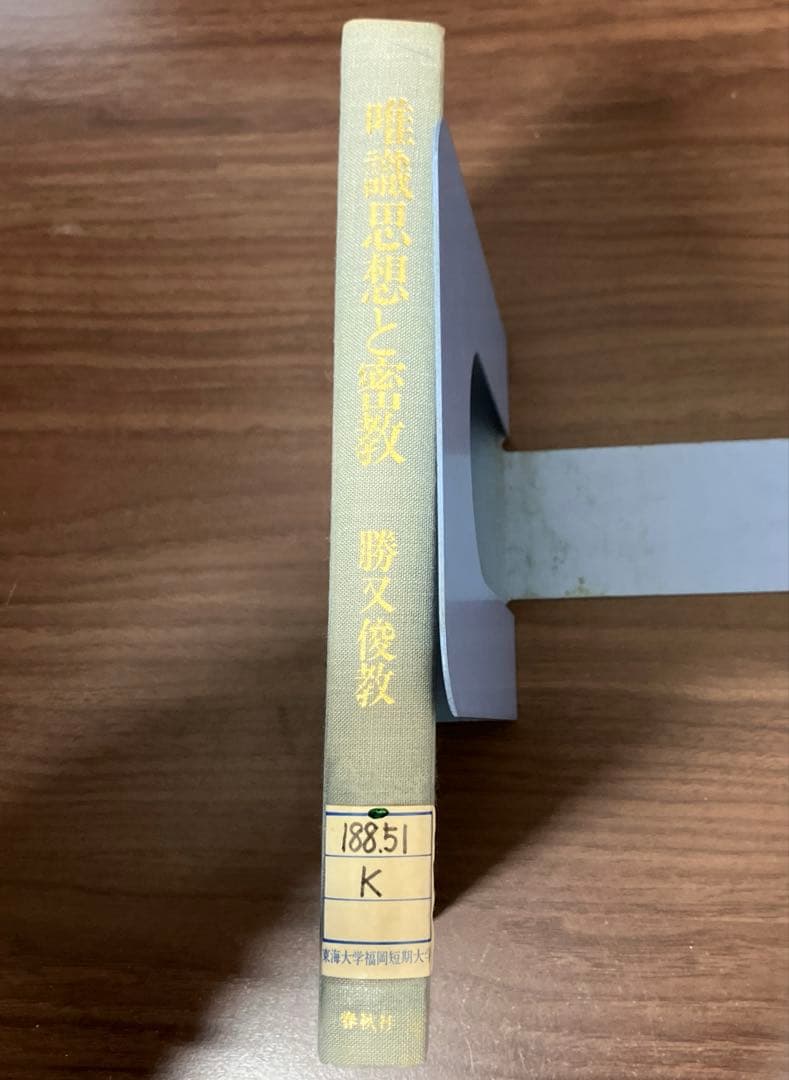 唯識思想と密教
勝又俊教
188.51
K
東海大学福岡短期大学
春秋社